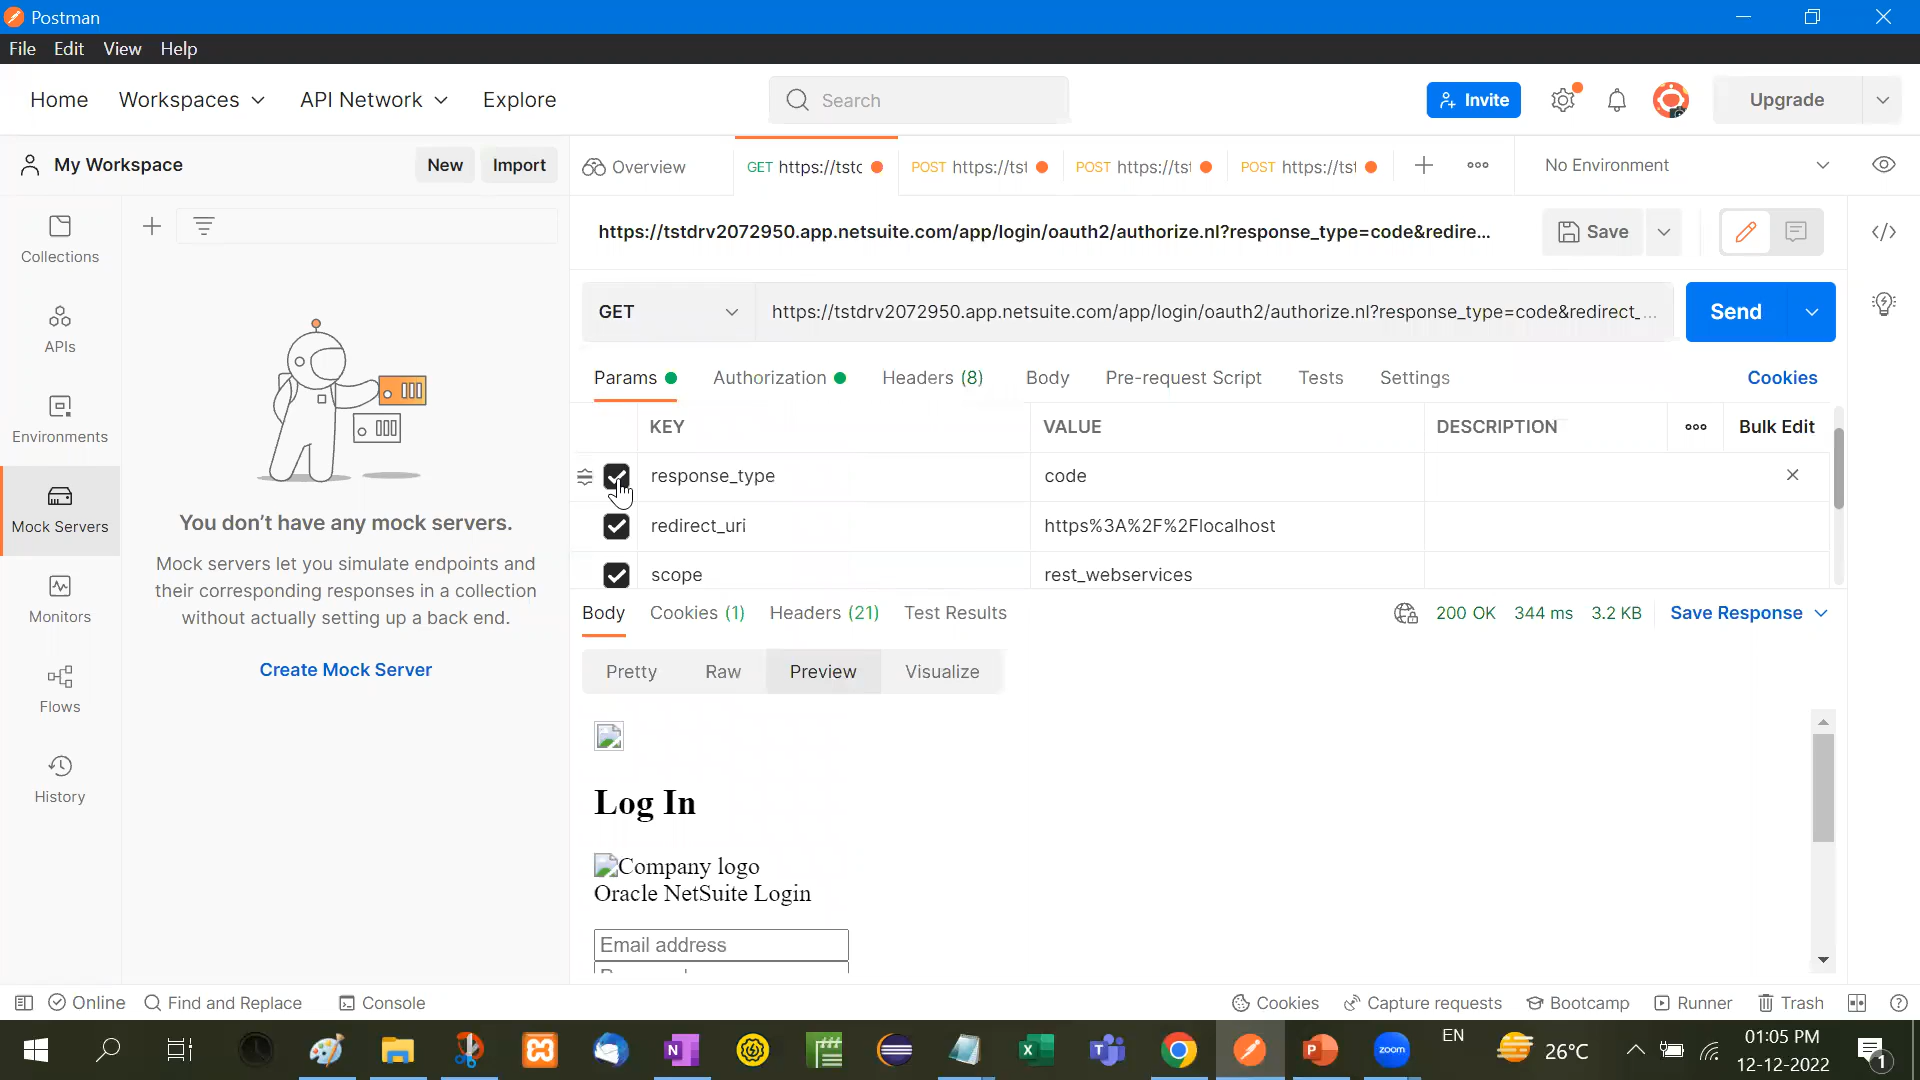 Postman
File Edit View Help
Home Workspaces API Network Explore Search Invite Upgrade
My Workspace New Import Overview GET https://tstc POST https://tst POST https://tst POST https://tst No Environment
https://tstdrv2072950.app.netsuite.com/app/login/oauth2/authorize.nl?response_type=code&redire... Save
Collections
GET https://tstdrv2072950.app.netsuite.com/app/login/oauth2/authorize.nl?response_type=code&redirect_... Send
APIs
Params Authorization Headers (8) Body Pre-request Script Tests Settings Cookies
KEY VALUE DESCRIPTION Bulk Edit
Environments
response_type code
Mock Servers
You don't have any mock servers.
redirect_uri https%3A%2F%2Flocalhost
Mock servers let you simulate endpoints and
their corresponding responses in a collection
without actually setting up a back end.
scope rest_webservices
Monitors
Body Cookies (1) Headers (21) Test Results 200 OK 344 ms 3.2 KB Save Response
Create Mock Server
Pretty Raw Preview Visualize
Flows
History
Log In
Company logo
Oracle NetSuite Login
Email address
Online Find and Replace Console Cookies Capture requests Bootcamp Runner Trash
zoom EN 26°C 01:05 PM
12-12-2022 1